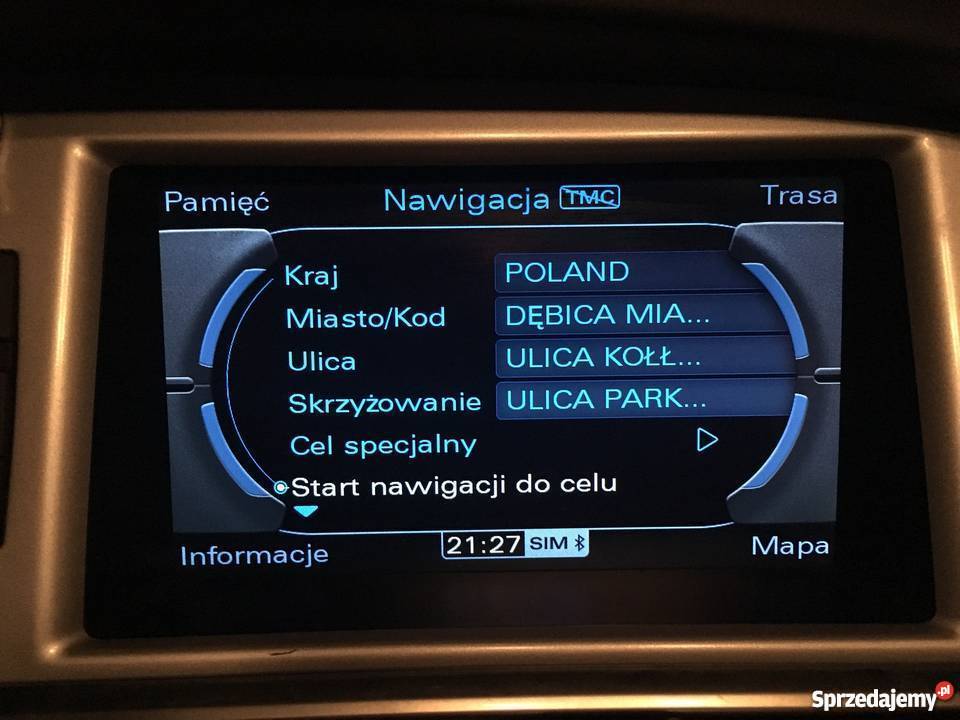 Pamięć Nawigacja TMC Trasa
Kraj POLAND
Miasto/Kod DĘBICA MIA...
Ulica ULICA KOŁŁ...
Skrzyżowanie ULICA PARK...
Cel specjalny
Start nawigacji do celu
Informacje 21:27 SIM Mapa
Sprzedajemy.pl